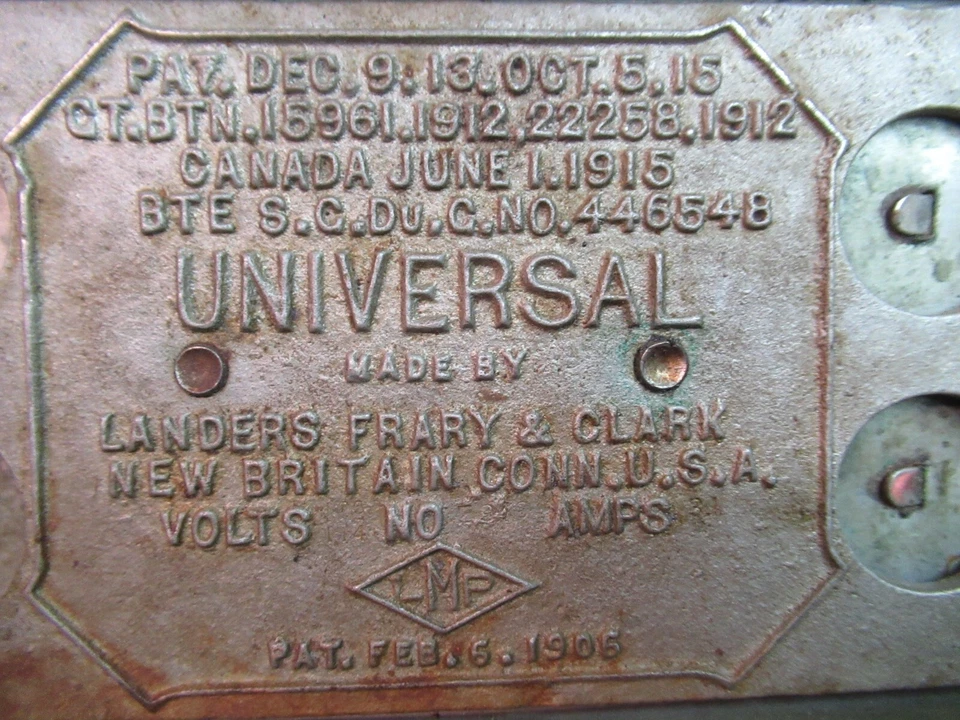 PAT. DEC. 9. 13. OCT. 5. 15
GT. BTN. 15961. 1912, 22258. 1912
CANADA JUNE 1. 1915
BTE S. G. DU. G. NO. 446548
UNIVERSAL
MADE BY
LANDERS FRARY & CLARK
NEW BRITAIN CONN. U. S. A.
VOLTS NO AMPS
LMP
PAT. FEB. 6. 1906